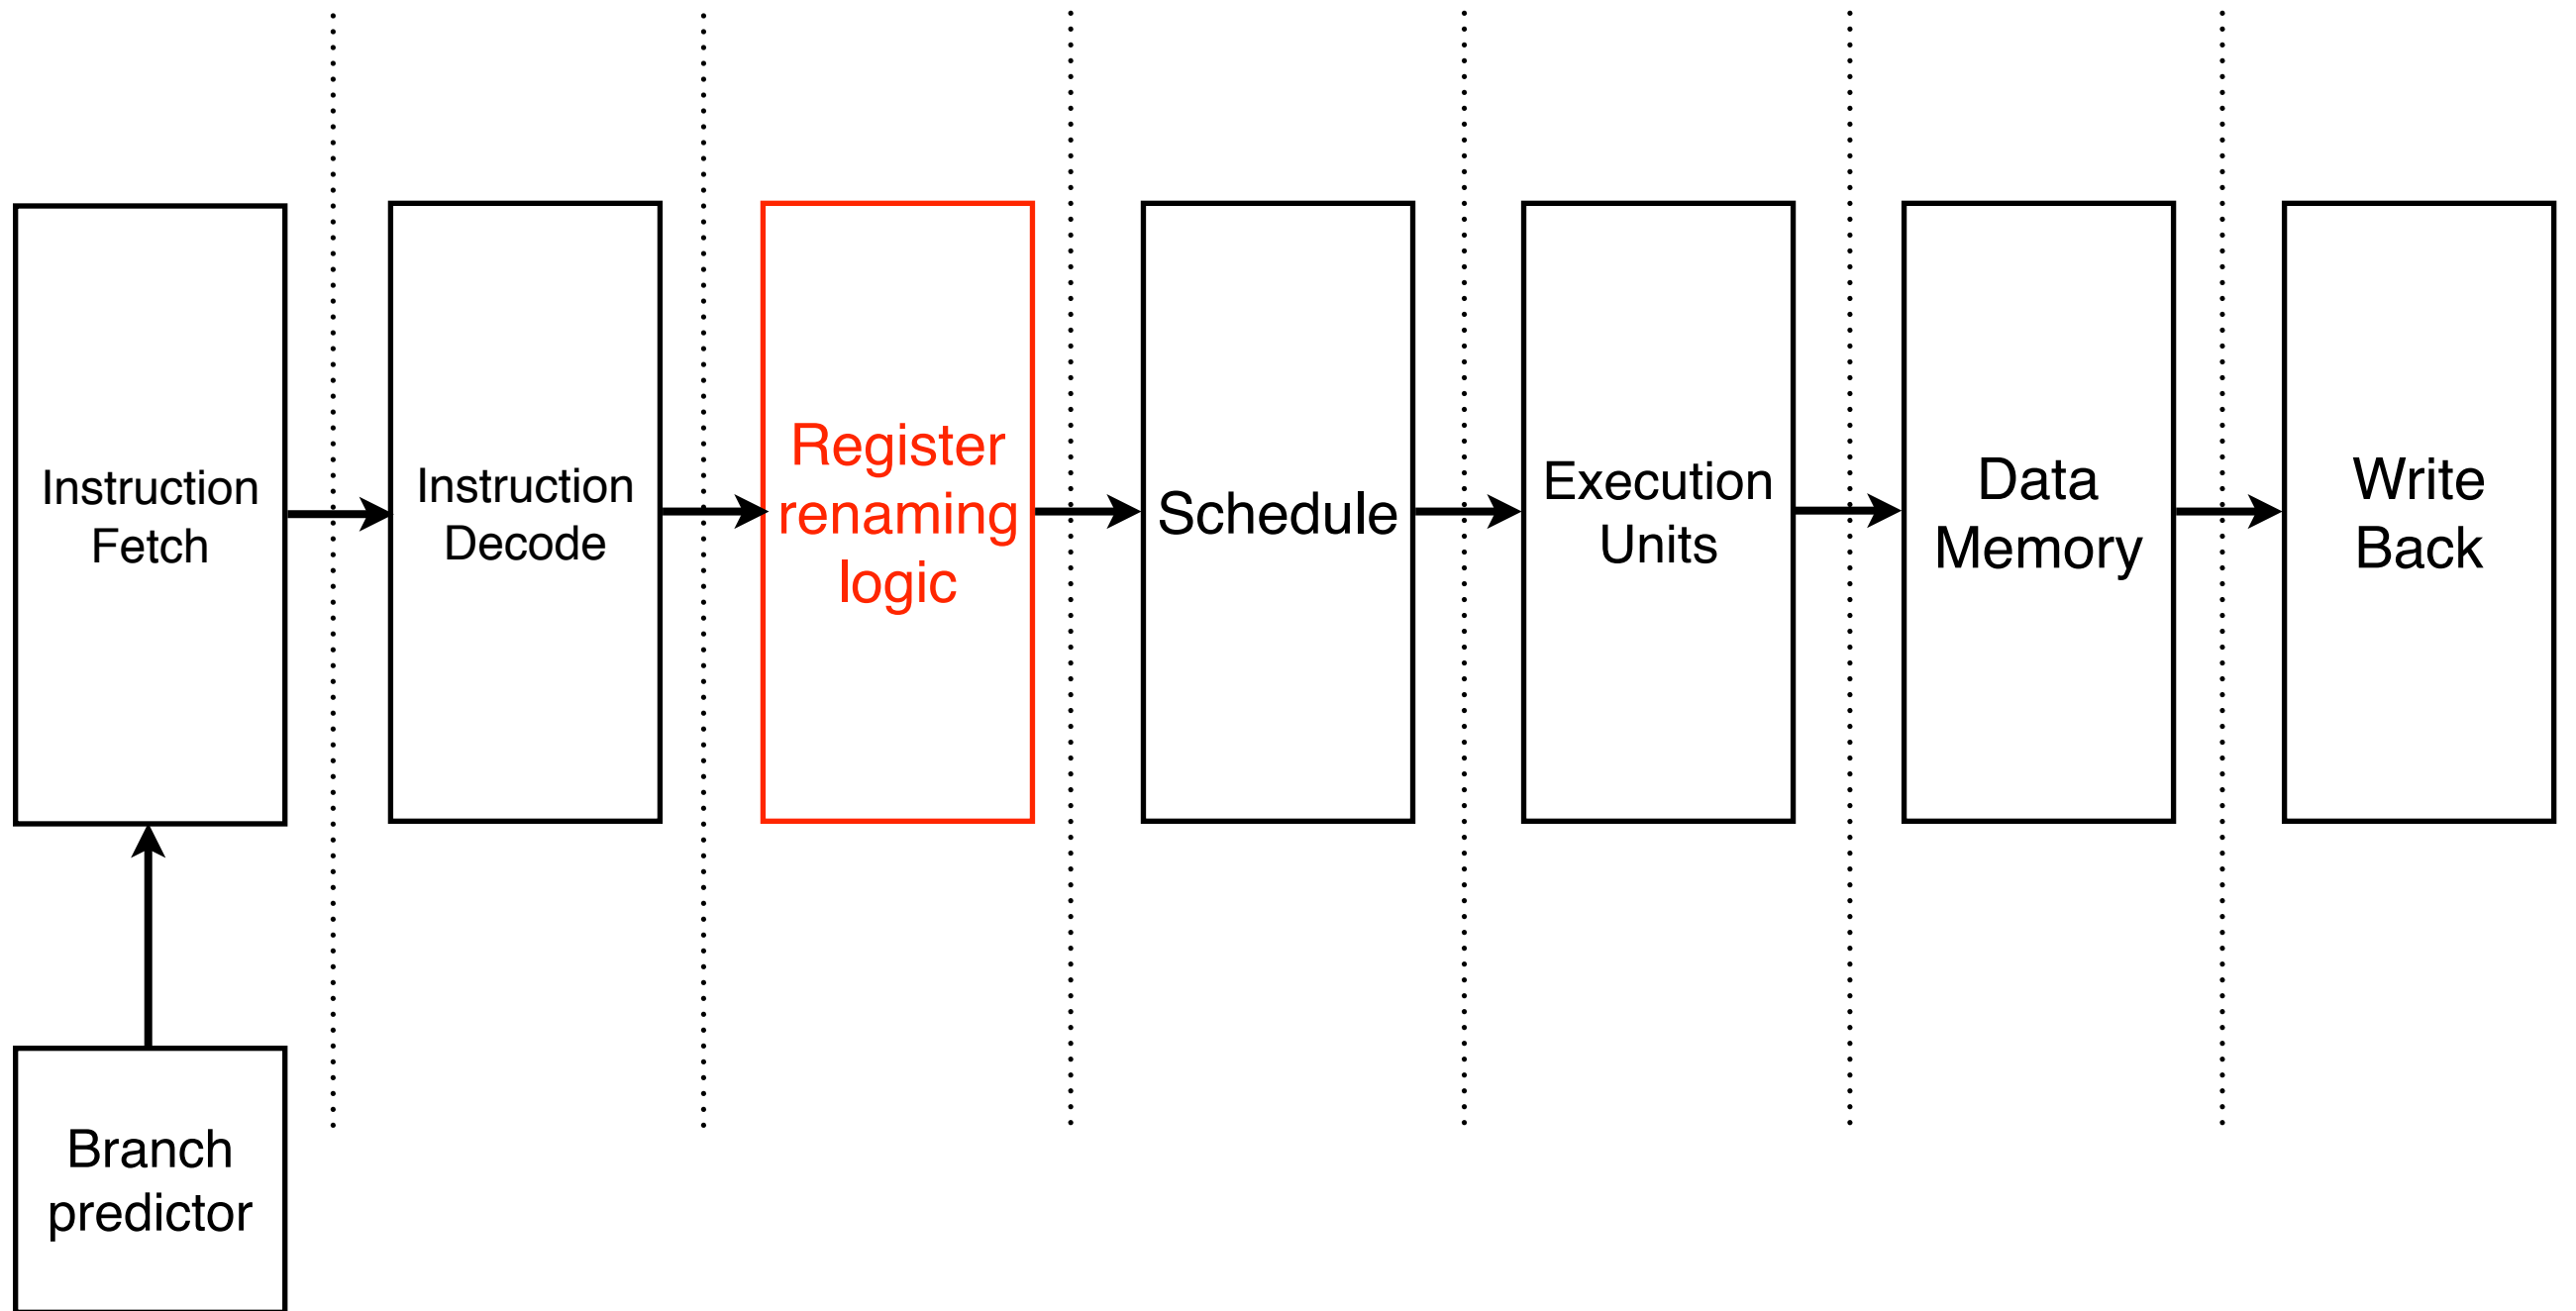 Instruction
Fetch
Instruction
Decode
Register
renaming
logic
Schedule
Execution
Units
Data
Memory
Write
Back
Branch
predictor